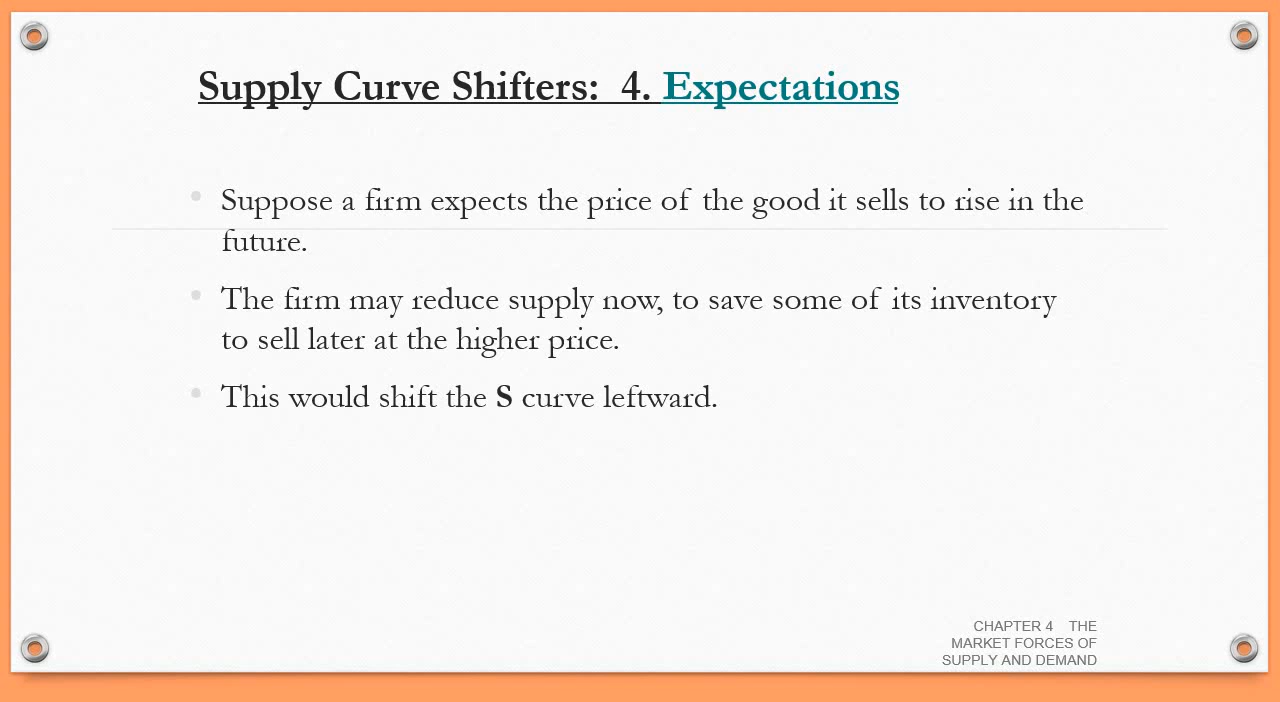 Supply Curve Shifters:  4. Expectations
Suppose a firm expects the price of the good it sells to rise in the
future.
The firm may reduce supply now, to save some of its inventory
to sell later at the higher price.
This would shift the S curve leftward.
CHAPTER 4    THE
MARKET FORCES OF
SUPPLY AND DEMAND